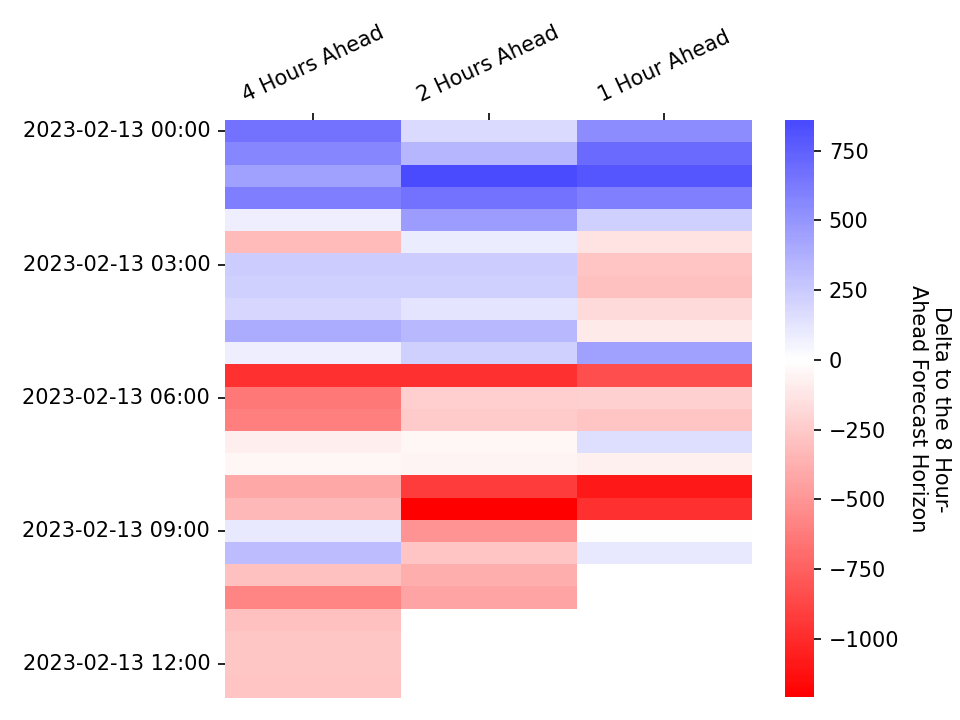 4 Hours Ahead
2 Hours Ahead
1 Hour Ahead
2023-02-13 00:00
2023-02-13 03:00
2023-02-13 06:00
2023-02-13 09:00
2023-02-13 12:00
750
500
250
0
−250
−500
−750
−1000
Delta to the 8 Hour-
Ahead Forecast Horizon